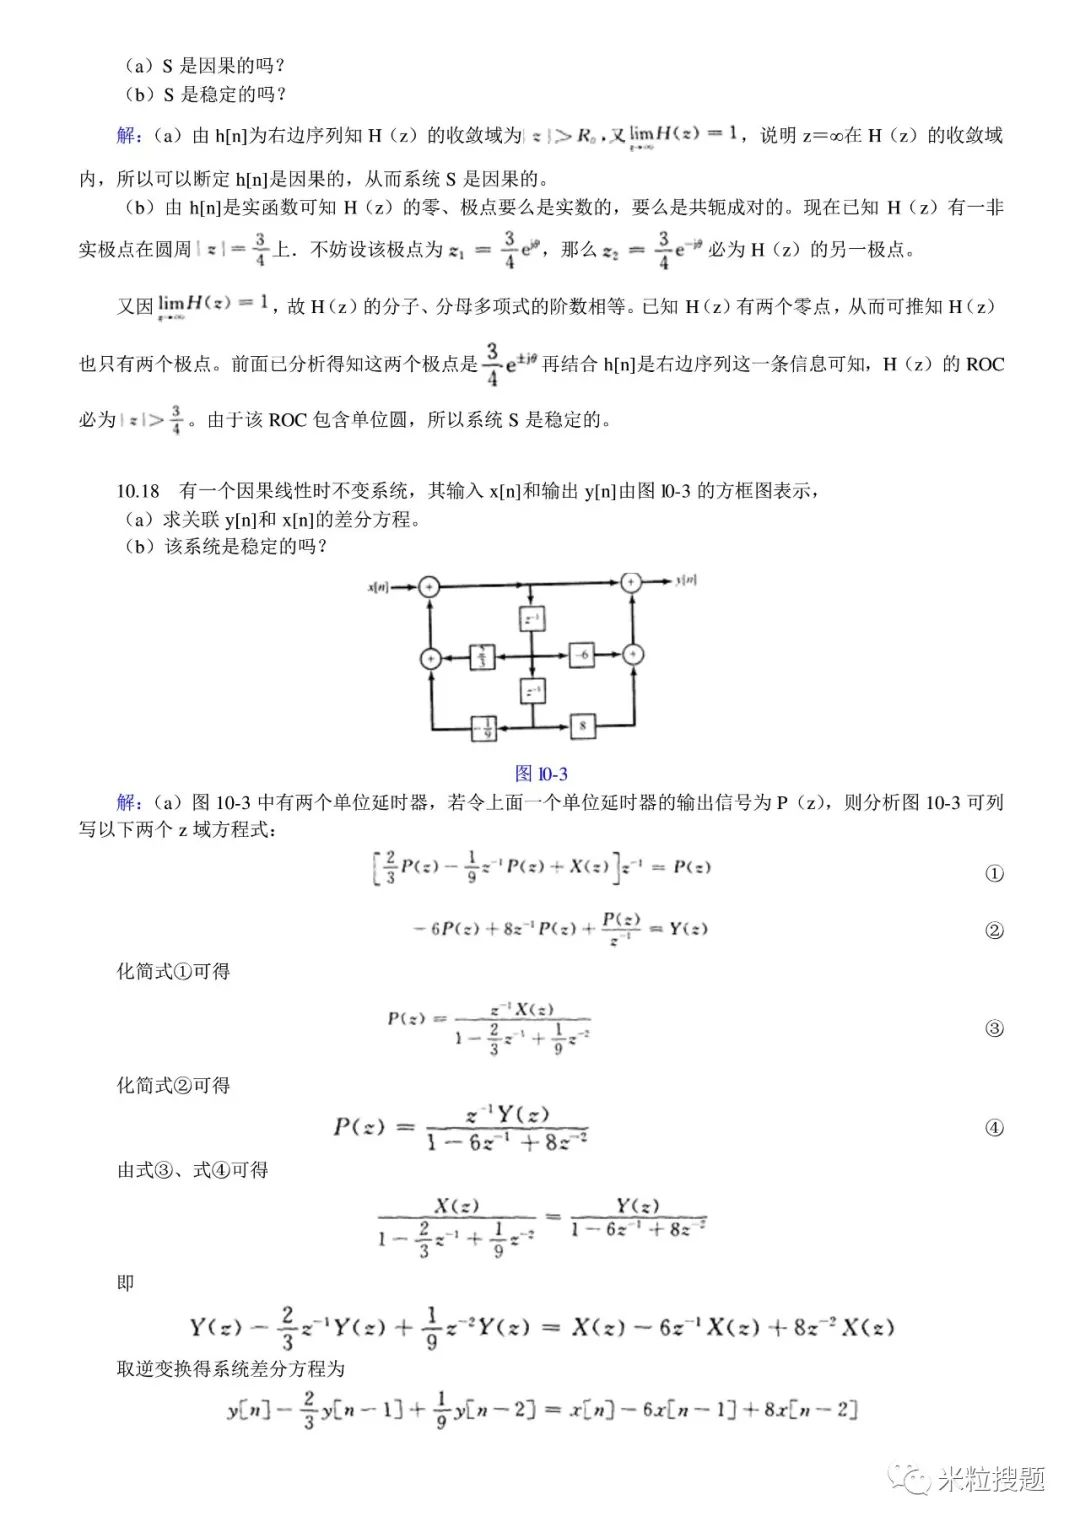 （a）S 是因果的吗？
（b）S 是稳定的吗？
解:（a）由 h[n]为右边序列知 H（z）的收敛域为|z|＞R₀,又 lim_{z→∞}H(z) = 1，说明 z＝∞在 H（z）的收敛域
内，所以可以断定 h[n]是因果的，从而系统 S 是因果的。
（b）由 h[n]是实函数可知 H（z）的零、极点要么是实数的，要么是共轭成对的。现在已知 H（z）有一非
实极点在圆周|z|=3/4上．不妨设该极点为 z₁ = 3/4 e^{jθ}，那么 z₂ = 3/4 e^{-jθ} 必为 H（z）的另一极点。
又因 lim_{z→∞}H(z) = 1，故 H（z）的分子、分母多项式的阶数相等。已知 H（z）有两个零点，从而可推知 H（z）
也只有两个极点。前面已分析得知这两个极点是 3/4 e^{±jθ} 再结合 h[n]是右边序列这一条信息可知，H（z）的 ROC
必为|z|＞3/4。由于该 ROC 包含单位圆，所以系统 S 是稳定的。
10.18 有一个因果线性时不变系统，其输入 x[n]和输出 y[n]由图 10-3 的方框图表示，
（a）求关联 y[n]和 x[n]的差分方程。
（b）该系统是稳定的吗？
x[n] + + y[n]
z⁻¹
+ 2/3 -6 +
z⁻¹
-1/9 8
图 10-3
解:（a）图 10-3 中有两个单位延时器，若令上面一个单位延时器的输出信号为 P（z），则分析图 10-3 可列
写以下两个 z 域方程式：
[2/3 P(z) - 1/9 z⁻¹P(z) + X(z)]z⁻¹ = P(z) ①
- 6P(z) + 8z⁻¹P(z) + P(z)/z⁻¹ = Y(z) ②
化简式①可得
P(z) = z⁻¹X(z)/(1 - 2/3 z⁻¹ + 1/9 z⁻²) ③
化简式②可得
P(z) = z⁻¹Y(z)/(1 - 6z⁻¹ + 8z⁻²) ④
由式③、式④可得
X(z)/(1 - 2/3 z⁻¹ + 1/9 z⁻²) = Y(z)/(1 - 6z⁻¹ + 8z⁻²)
即
Y(z) - 2/3 z⁻¹Y(z) + 1/9 z⁻²Y(z) = X(z) - 6z⁻¹X(z) + 8z⁻²X(z)
取逆变换得系统差分方程为
y[n] - 2/3 y[n-1] + 1/9 y[n-2] = x[n] - 6x[n-1] + 8x[n-2]
米粒搜题